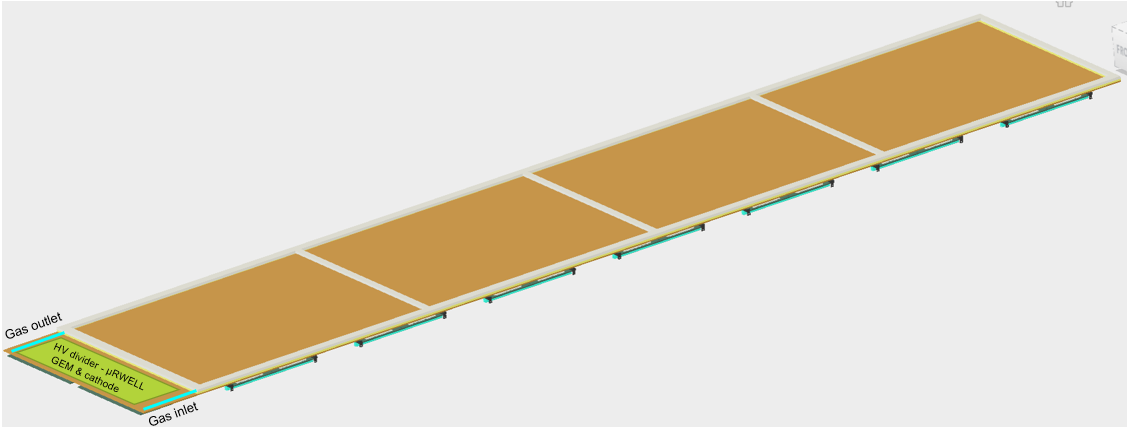 Gas outlet
HV divider - µRWELL
GEM & cathode
Gas inlet